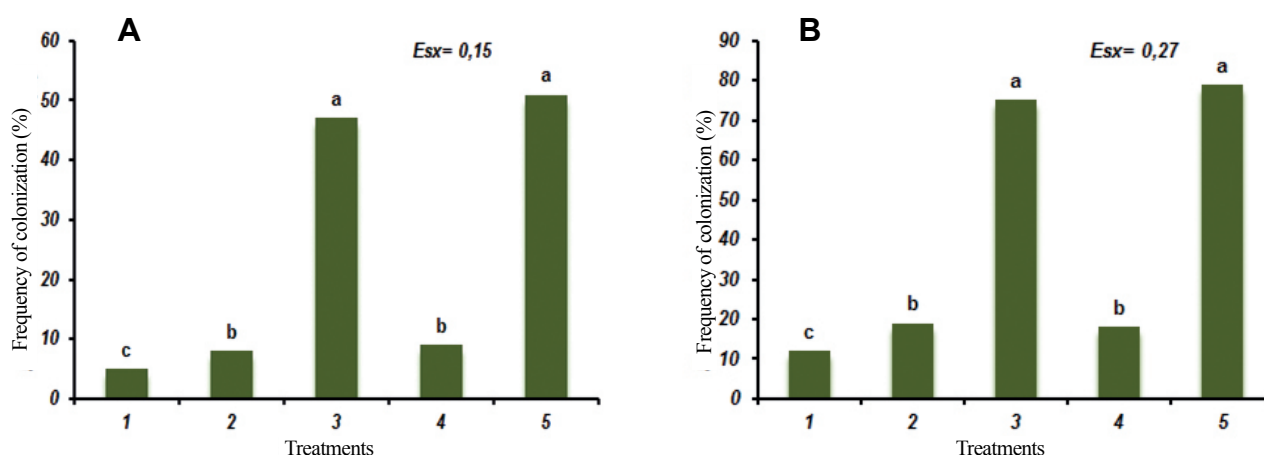 A
Esx= 0,15
60
50
40
30
20
10
0
Frequency of colonization (%)
c
b
a
b
a
1 2 3 4 5
Treatments
B
Esx= 0,27
90
80
70
60
50
40
30
20
10
0
Frequency of colonization (%)
c
b
a
b
a
1 2 3 4 5
Treatments